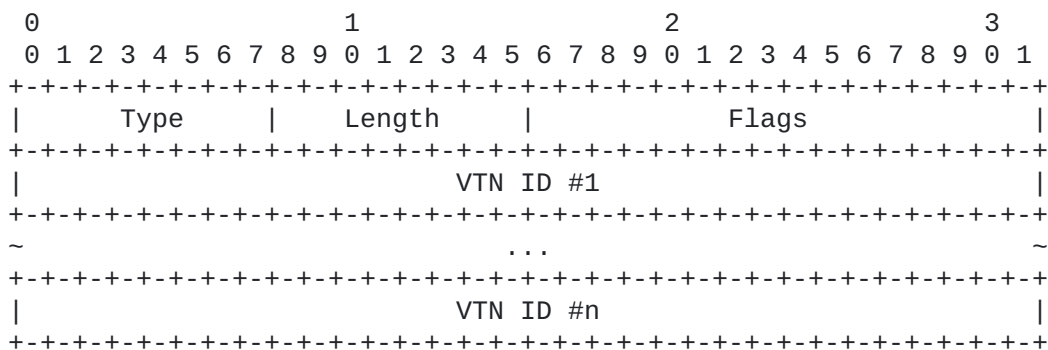 0                   1                   2                   3
 0 1 2 3 4 5 6 7 8 9 0 1 2 3 4 5 6 7 8 9 0 1 2 3 4 5 6 7 8 9 0 1
+-+-+-+-+-+-+-+-+-+-+-+-+-+-+-+-+-+-+-+-+-+-+-+-+-+-+-+-+-+-+-+-+
|      Type     |    Length     |            Flags              |
+-+-+-+-+-+-+-+-+-+-+-+-+-+-+-+-+-+-+-+-+-+-+-+-+-+-+-+-+-+-+-+-+
|                           VTN ID #1                           |
+-+-+-+-+-+-+-+-+-+-+-+-+-+-+-+-+-+-+-+-+-+-+-+-+-+-+-+-+-+-+-+-+
~                              ...                              ~
+-+-+-+-+-+-+-+-+-+-+-+-+-+-+-+-+-+-+-+-+-+-+-+-+-+-+-+-+-+-+-+-+
|                           VTN ID #n                           |
+-+-+-+-+-+-+-+-+-+-+-+-+-+-+-+-+-+-+-+-+-+-+-+-+-+-+-+-+-+-+-+-+